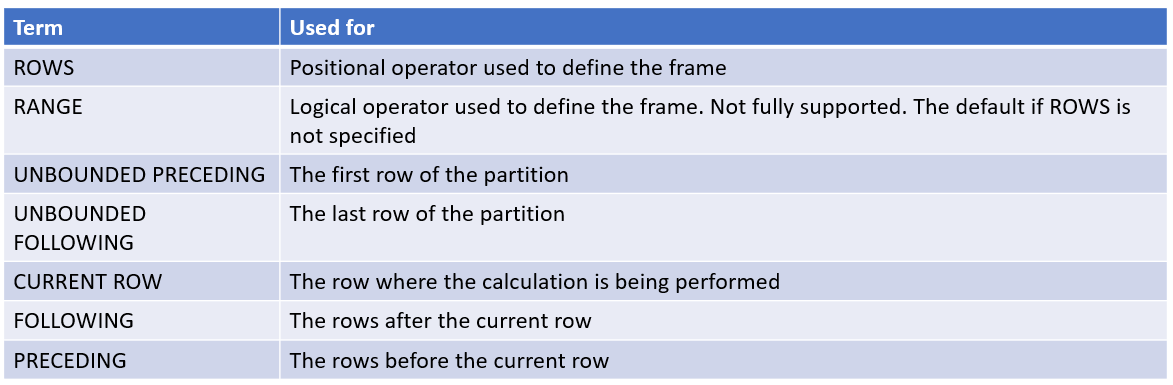 Term Used for
ROWS Positional operator used to define the frame
RANGE Logical operator used to define the frame. Not fully supported. The default if ROWS is
not specified
UNBOUNDED PRECEDING The first row of the partition
UNBOUNDED The last row of the partition
FOLLOWING
CURRENT ROW The row where the calculation is being performed
FOLLOWING The rows after the current row
PRECEDING The rows before the current row